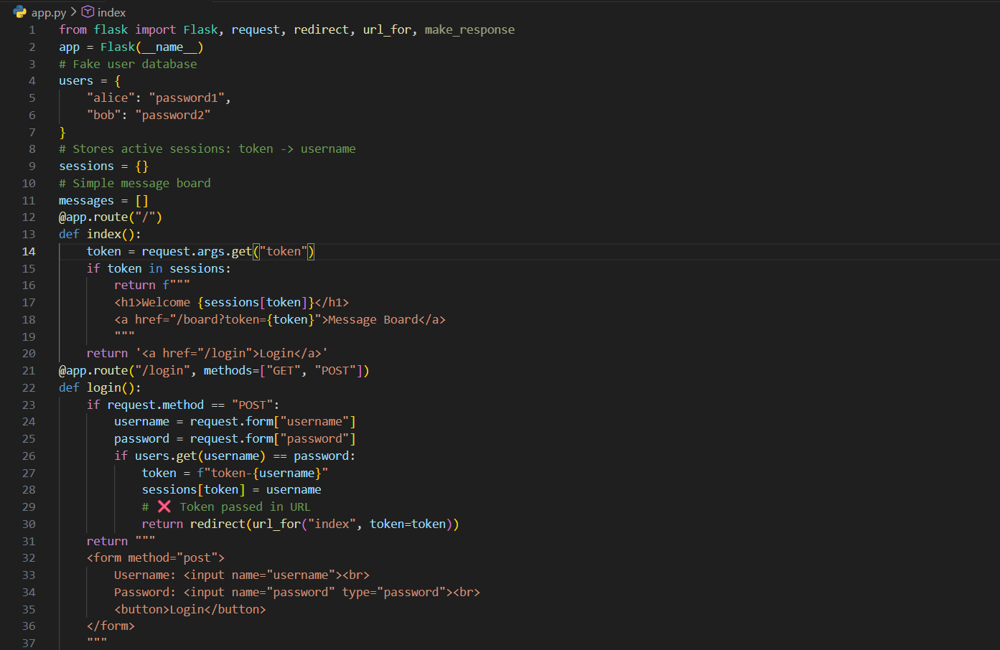 app.py > index
1 from flask import Flask, request, redirect, url_for, make_response
2 app = Flask(__name__)
3 # Fake user database
4 users = {
5     "alice": "password1",
6     "bob": "password2"
7 }
8 # Stores active sessions: token -> username
9 sessions = {}
10 # Simple message board
11 messages = []
12 @app.route("/")
13 def index():
14     token = request.args.get("token")
15     if token in sessions:
16         return f"""
17         <h1>Welcome {sessions[token]}</h1>
18         <a href="/board?token={token}">Message Board</a>
19         """
20     return '<a href="/login">Login</a>'
21 @app.route("/login", methods=["GET", "POST"])
22 def login():
23     if request.method == "POST":
24         username = request.form["username"]
25         password = request.form["password"]
26         if users.get(username) == password:
27             token = f"token-{username}"
28             sessions[token] = username
29             # ❌ Token passed in URL
30             return redirect(url_for("index", token=token))
31     return """
32     <form method="post">
33         Username: <input name="username"><br>
34         Password: <input name="password" type="password"><br>
35         <button>Login</button>
36     </form>
37     """